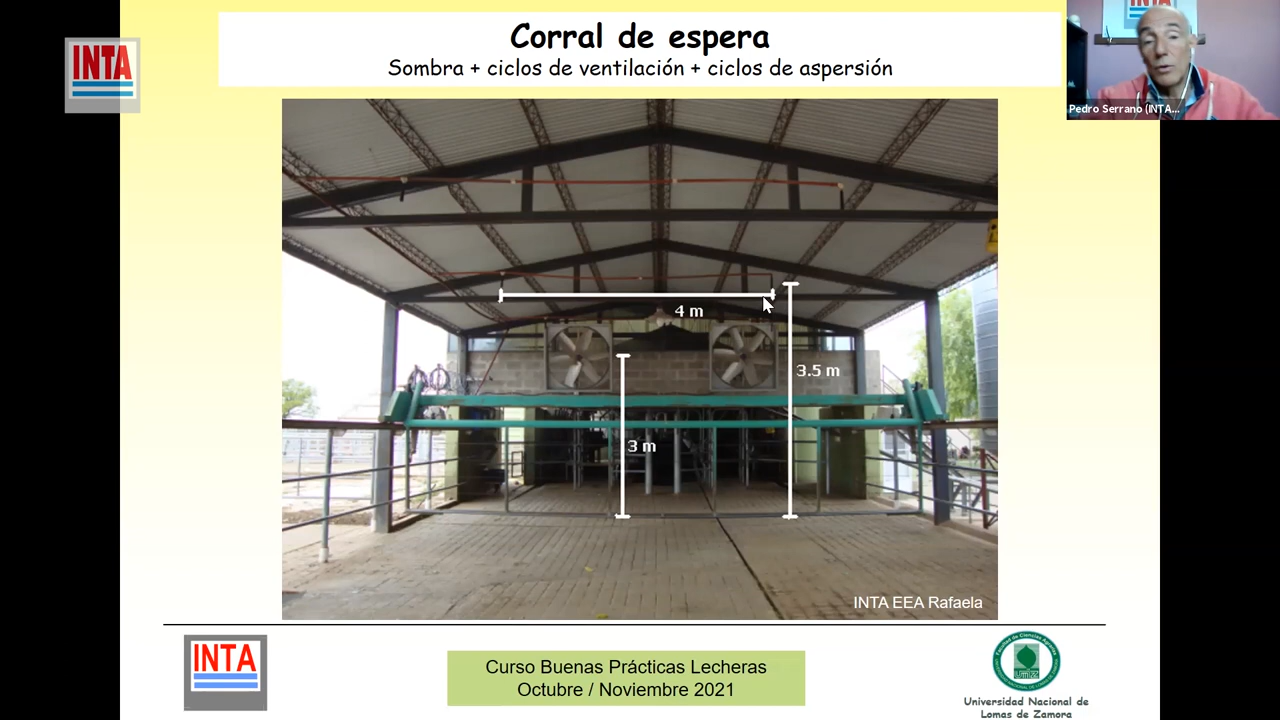 Corral de espera
Sombra + ciclos de ventilación + ciclos de aspersión
INTA
INTA
Pedro Serrano (INTA...
4 m
3.5 m
3 m
INTA EEA Rafaela
INTA
Curso Buenas Prácticas Lecheras
Octubre / Noviembre 2021
Universidad Nacional de
Lomas de Zamora